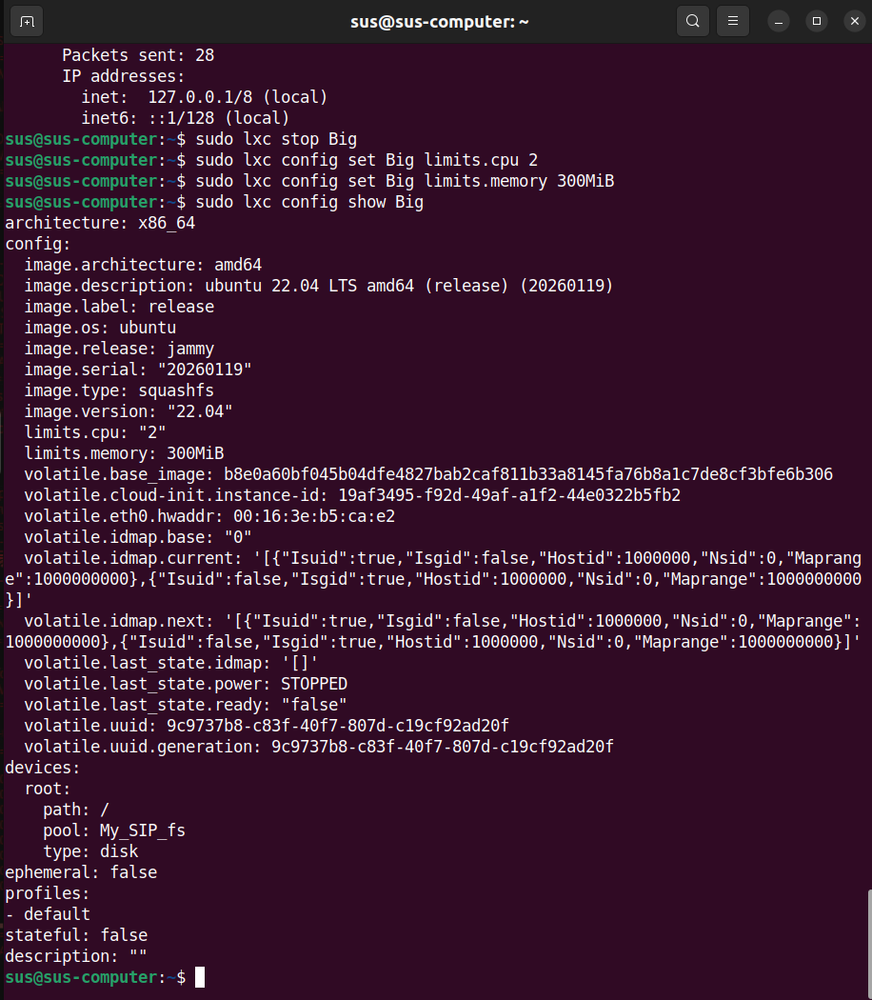 sus@sus-computer: ~
Packets sent: 28
IP addresses:
inet:  127.0.0.1/8 (local)
inet6: ::1/128 (local)
sus@sus-computer:~$ sudo lxc stop Big
sus@sus-computer:~$ sudo lxc config set Big limits.cpu 2
sus@sus-computer:~$ sudo lxc config set Big limits.memory 300MiB
sus@sus-computer:~$ sudo lxc config show Big
architecture: x86_64
config:
  image.architecture: amd64
  image.description: ubuntu 22.04 LTS amd64 (release) (20260119)
  image.label: release
  image.os: ubuntu
  image.release: jammy
  image.serial: "20260119"
  image.type: squashfs
  image.version: "22.04"
  limits.cpu: "2"
  limits.memory: 300MiB
  volatile.base_image: b8e0a60bf045b04dfe4827bab2caf811b33a8145fa76b8a1c7de8cf3bfe6b306
  volatile.cloud-init.instance-id: 19af3495-f92d-49af-a1f2-44e0322b5fb2
  volatile.eth0.hwaddr: 00:16:3e:b5:ca:e2
  volatile.idmap.base: "0"
  volatile.idmap.current: '[{"Isuid":true,"Isgid":false,"Hostid":1000000,"Nsid":0,"Maprang
e":1000000000},{"Isuid":false,"Isgid":true,"Hostid":1000000,"Nsid":0,"Maprange":1000000000
}]'
  volatile.idmap.next: '[{"Isuid":true,"Isgid":false,"Hostid":1000000,"Nsid":0,"Maprange":
1000000000},{"Isuid":false,"Isgid":true,"Hostid":1000000,"Nsid":0,"Maprange":1000000000}]'
  volatile.last_state.idmap: '[]'
  volatile.last_state.power: STOPPED
  volatile.last_state.ready: "false"
  volatile.uuid: 9c9737b8-c83f-40f7-807d-c19cf92ad20f
  volatile.uuid.generation: 9c9737b8-c83f-40f7-807d-c19cf92ad20f
devices:
  root:
    path: /
    pool: My_SIP_fs
    type: disk
ephemeral: false
profiles:
- default
stateful: false
description: ""
sus@sus-computer:~$